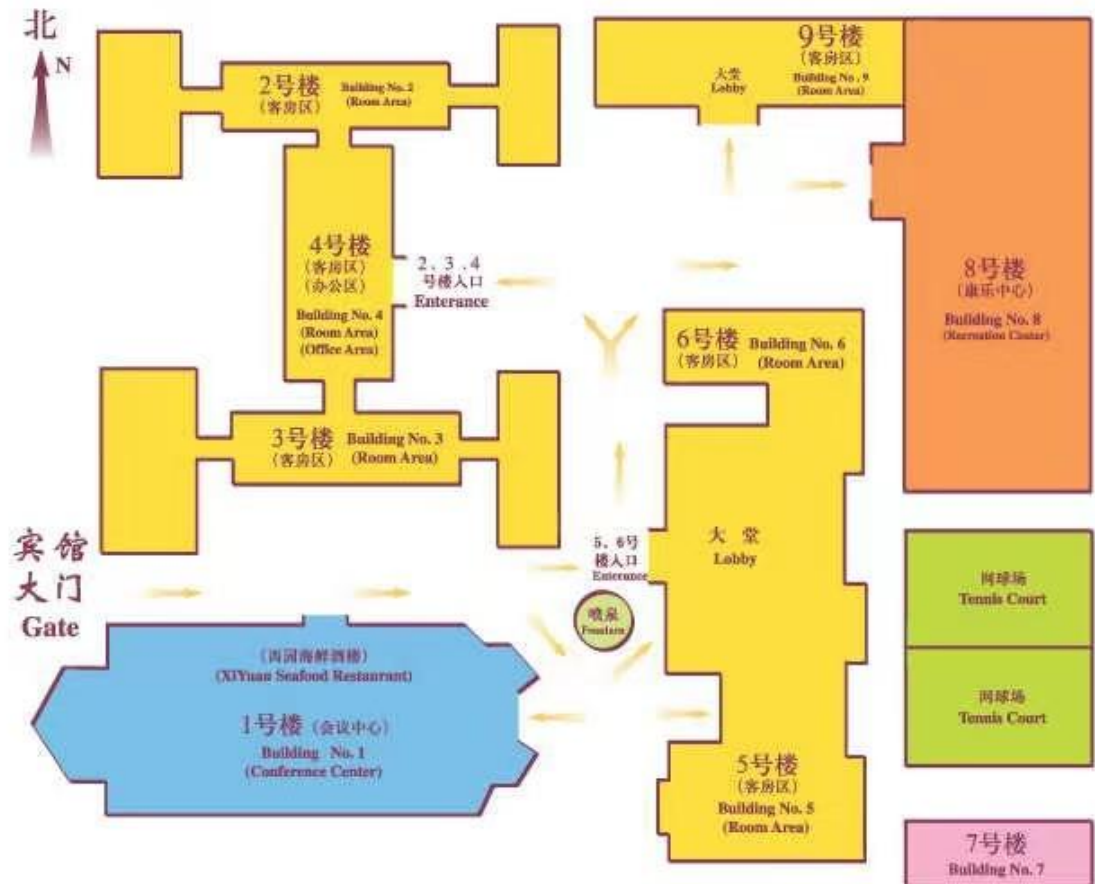 北
N
2号楼
(客房区)
Building No. 2
(Room Area)
9号楼
(客房区)
Building No. 9
(Room Area)
大堂
Lobby
4号楼
(客房区)
(办公区)
Building No. 4
(Room Area)
(Office Area)
2、3、4
号楼入口
Enterance
8号楼
(康乐中心)
Building No. 8
(Recreation Center)
6号楼
(客房区)
Building No. 6
(Room Area)
3号楼
(客房区)
Building No. 3
(Room Area)
宾馆
大门
Gate
5、6号
楼入口
Enterance
大 堂
Lobby
喷泉
Fountain
网球场
Tennis Court
网球场
Tennis Court
(西园海鲜酒楼)
(XiYuan Seafood Restaurant)
1号楼 (会议中心)
Building No. 1
(Conference Center)
5号楼
(客房区)
Building No. 5
(Room Area)
7号楼
Building No. 7